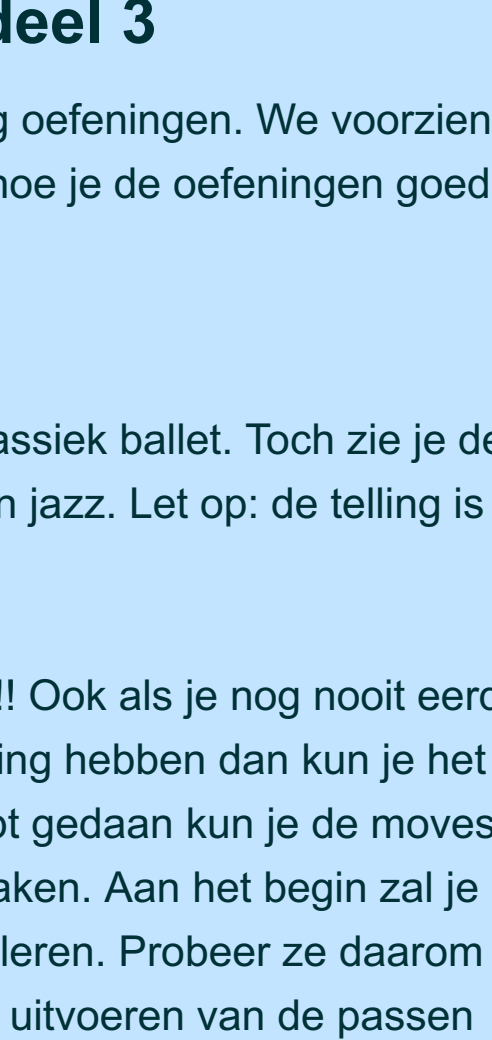 deel 3
g oefeningen. We voorzien
hoe je de oefeningen goed
assiek ballet. Toch zie je de
n jazz. Let op: de telling is
!! Ook als je nog nooit eerd
ing hebben dan kun je het
ot gedaan kun je de moves
aken. Aan het begin zal je
leren. Probeer ze daarom
uitvoeren van de passen